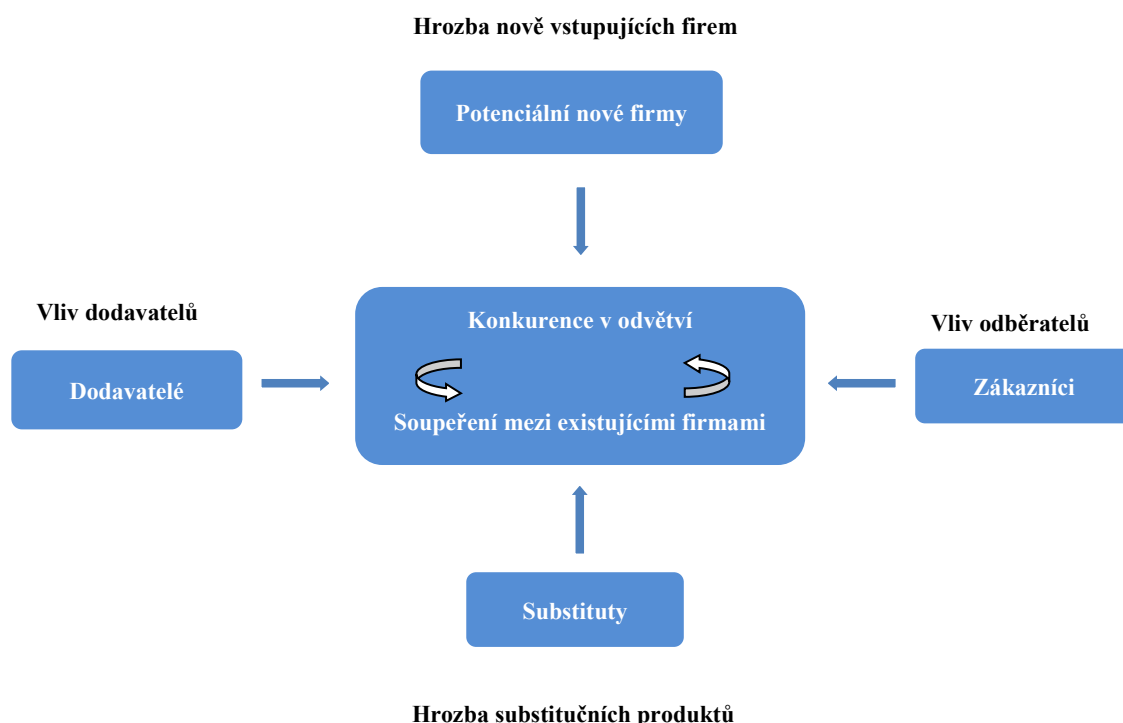 Hrozba nově vstupujících firem
Potenciální nové firmy
Vliv dodavatelů
Dodavatelé
Konkurence v odvětví
Soupeření mezi existujícími firmami
Vliv odběratelů
Zákazníci
Substituty
Hrozba substitučních produktů